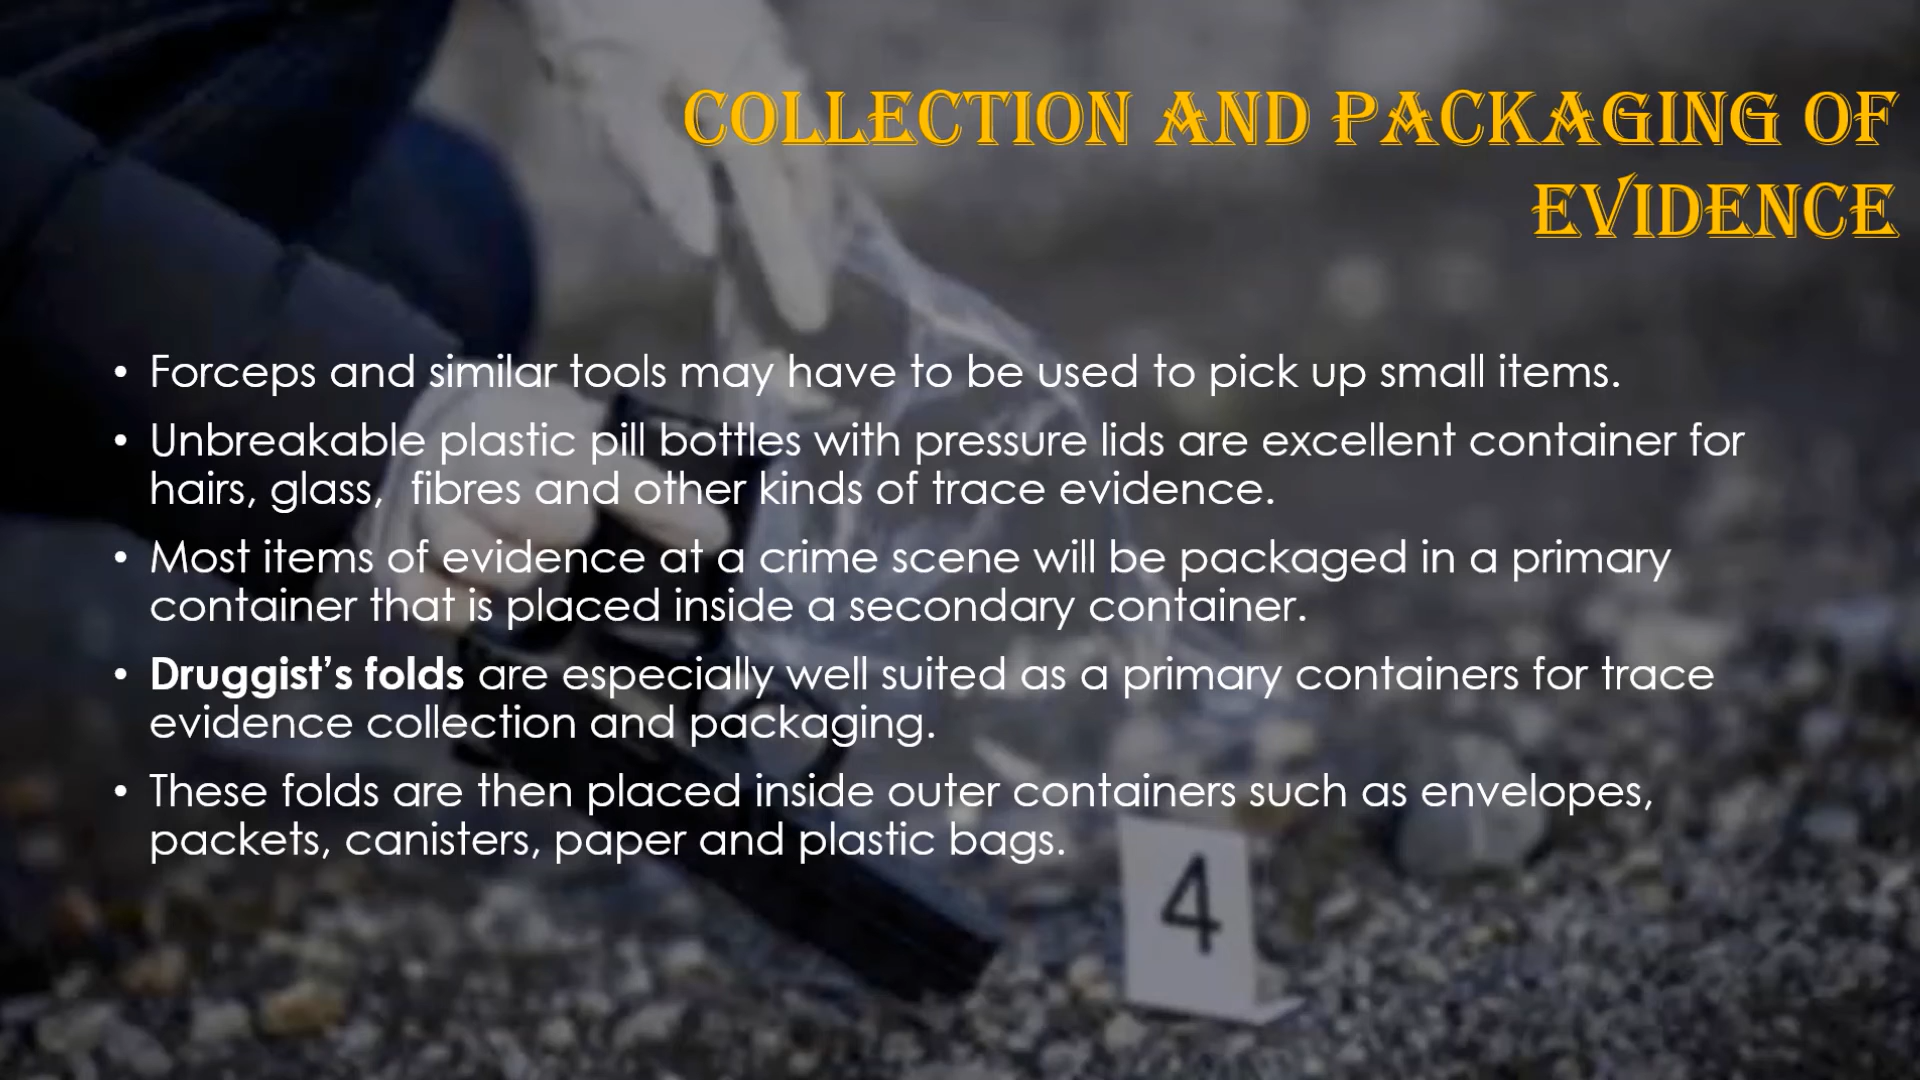 COLLECTION AND PACKAGING OF
EVIDENCE
• Forceps and similar tools may have to be used to pick up small items.
• Unbreakable plastic pill bottles with pressure lids are excellent container for
hairs, glass,  fibres and other kinds of trace evidence.
• Most items of evidence at a crime scene will be packaged in a primary
container that is placed inside a secondary container.
• Druggist’s folds are especially well suited as a primary containers for trace
evidence collection and packaging.
• These folds are then placed inside outer containers such as envelopes,
packets, canisters, paper and plastic bags.
4